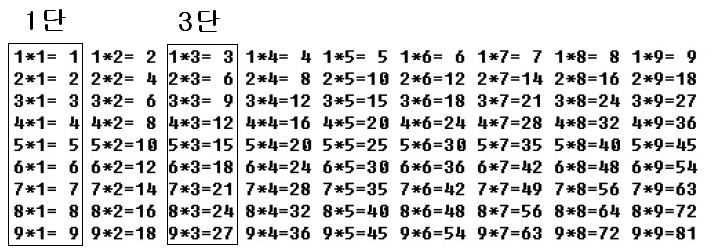 1단 3단
1*1= 1 1*2= 2 1*3= 3 1*4= 4 1*5= 5 1*6= 6 1*7= 7 1*8= 8 1*9= 9
2*1= 2 2*2= 4 2*3= 6 2*4= 8 2*5=10 2*6=12 2*7=14 2*8=16 2*9=18
3*1= 3 3*2= 6 3*3= 9 3*4=12 3*5=15 3*6=18 3*7=21 3*8=24 3*9=27
4*1= 4 4*2= 8 4*3=12 4*4=16 4*5=20 4*6=24 4*7=28 4*8=32 4*9=36
5*1= 5 5*2=10 5*3=15 5*4=20 5*5=25 5*6=30 5*7=35 5*8=40 5*9=45
6*1= 6 6*2=12 6*3=18 6*4=24 6*5=30 6*6=36 6*7=42 6*8=48 6*9=54
7*1= 7 7*2=14 7*3=21 7*4=28 7*5=35 7*6=42 7*7=49 7*8=56 7*9=63
8*1= 8 8*2=16 8*3=24 8*4=32 8*5=40 8*6=48 8*7=56 8*8=64 8*9=72
9*1= 9 9*2=18 9*3=27 9*4=36 9*5=45 9*6=54 9*7=63 9*8=72 9*9=81